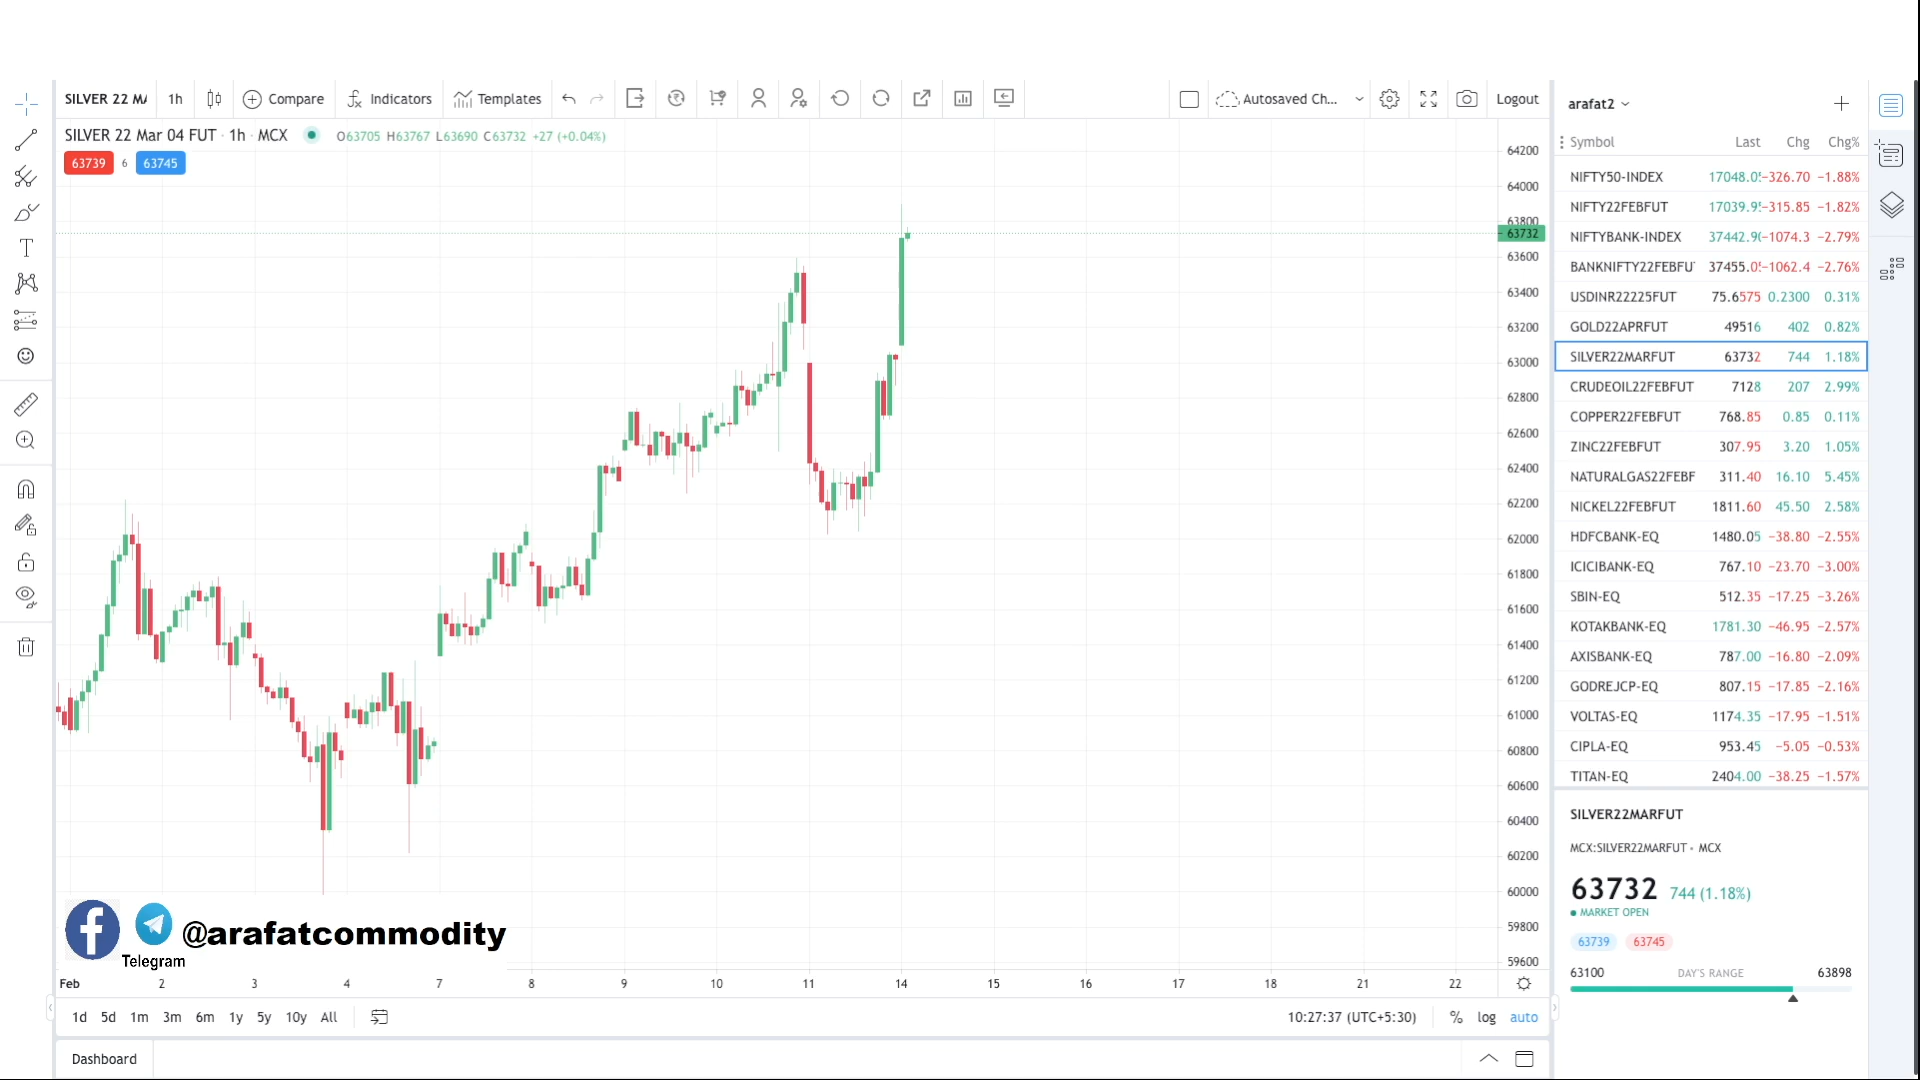 SILVER 22 MA 1h Compare Indicators Templates Autosaved Ch... Logout
SILVER 22 Mar 04 FUT · 1h · MCX O63705 H63767 L63690 C63732 +27 (+0.04%)
63739 6 63745
64200
64000
63800
63732
63600
63400
63200
63000
62800
62600
62400
62200
62000
61800
61600
61400
61200
61000
60800
60600
60400
60200
60000
59800
59600
@arafatcommodity
Telegram
Feb 2 3 4 7 8 9 10 11 14 15 16 17 18 21 22
1d 5d 1m 3m 6m 1y 5y 10y All 10:27:37 (UTC+5:30) % log auto
Dashboard
arafat2
Symbol Last Chg Chg%
NIFTY50-INDEX −326.70 −1.88%
NIFTY22FEBFUT −315.85 −1.82%
NIFTYBANK-INDEX −1074.3 −2.79%
BANKNIFTY22FEBFU −1062.4 −2.76%
USDINR22225FUT 75.6575 0.2300 0.31%
GOLD22APRFUT 49516 402 0.82%
SILVER22MARFUT 63732 744 1.18%
CRUDEOIL22FEBFUT 7128 207 2.99%
COPPER22FEBFUT 768.85 0.85 0.11%
ZINC22FEBFUT 307.95 3.20 1.05%
NATURALGAS22FEBF 311.40 16.10 5.45%
NICKEL22FEBFUT 1811.60 45.50 2.58%
HDFCBANK-EQ 1480.05 −38.80 −2.55%
ICICIBANK-EQ 767.10 −23.70 −3.00%
SBIN-EQ 512.35 −17.25 −3.26%
KOTAKBANK-EQ 1781.30 −46.95 −2.57%
AXISBANK-EQ 787.00 −16.80 −2.09%
GODREJCP-EQ 807.15 −17.85 −2.16%
VOLTAS-EQ 1174.35 −17.95 −1.51%
CIPLA-EQ 953.45 −5.05 −0.53%
TITAN-EQ 2404.00 −38.25 −1.57%
SILVER22MARFUT
MCX:SILVER22MARFUT • MCX
63732 744 (1.18%)
MARKET OPEN
63739 63745
63100 DAY'S RANGE 63898